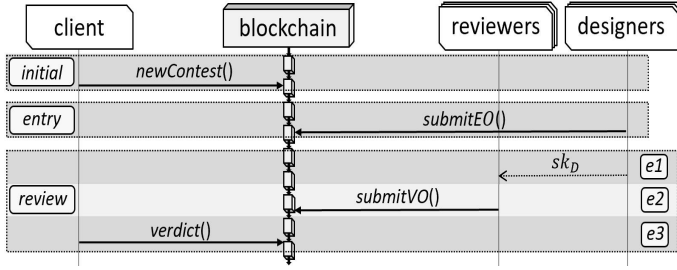 client
blockchain
reviewers
designers
initial
newContest()
entry
submitEO()
review
sk_D
e1
submitVO()
e2
verdict()
e3